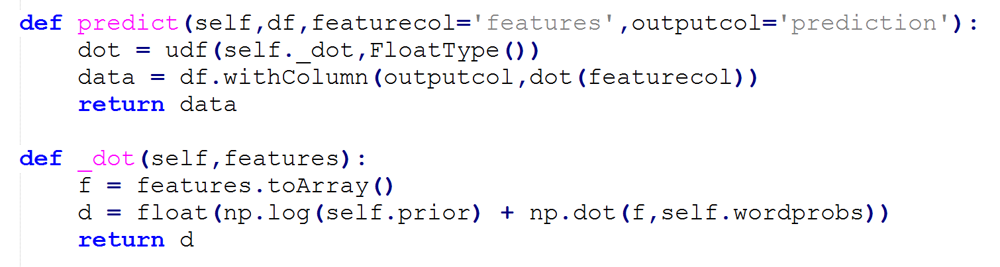 def predict(self,df,featurecol='features',outputcol='prediction'):
    dot = udf(self._dot,FloatType())
    data = df.withColumn(outputcol,dot(featurecol))
    return data
def _dot(self,features):
    f = features.toArray()
    d = float(np.log(self.prior) + np.dot(f,self.wordprobs))
    return d